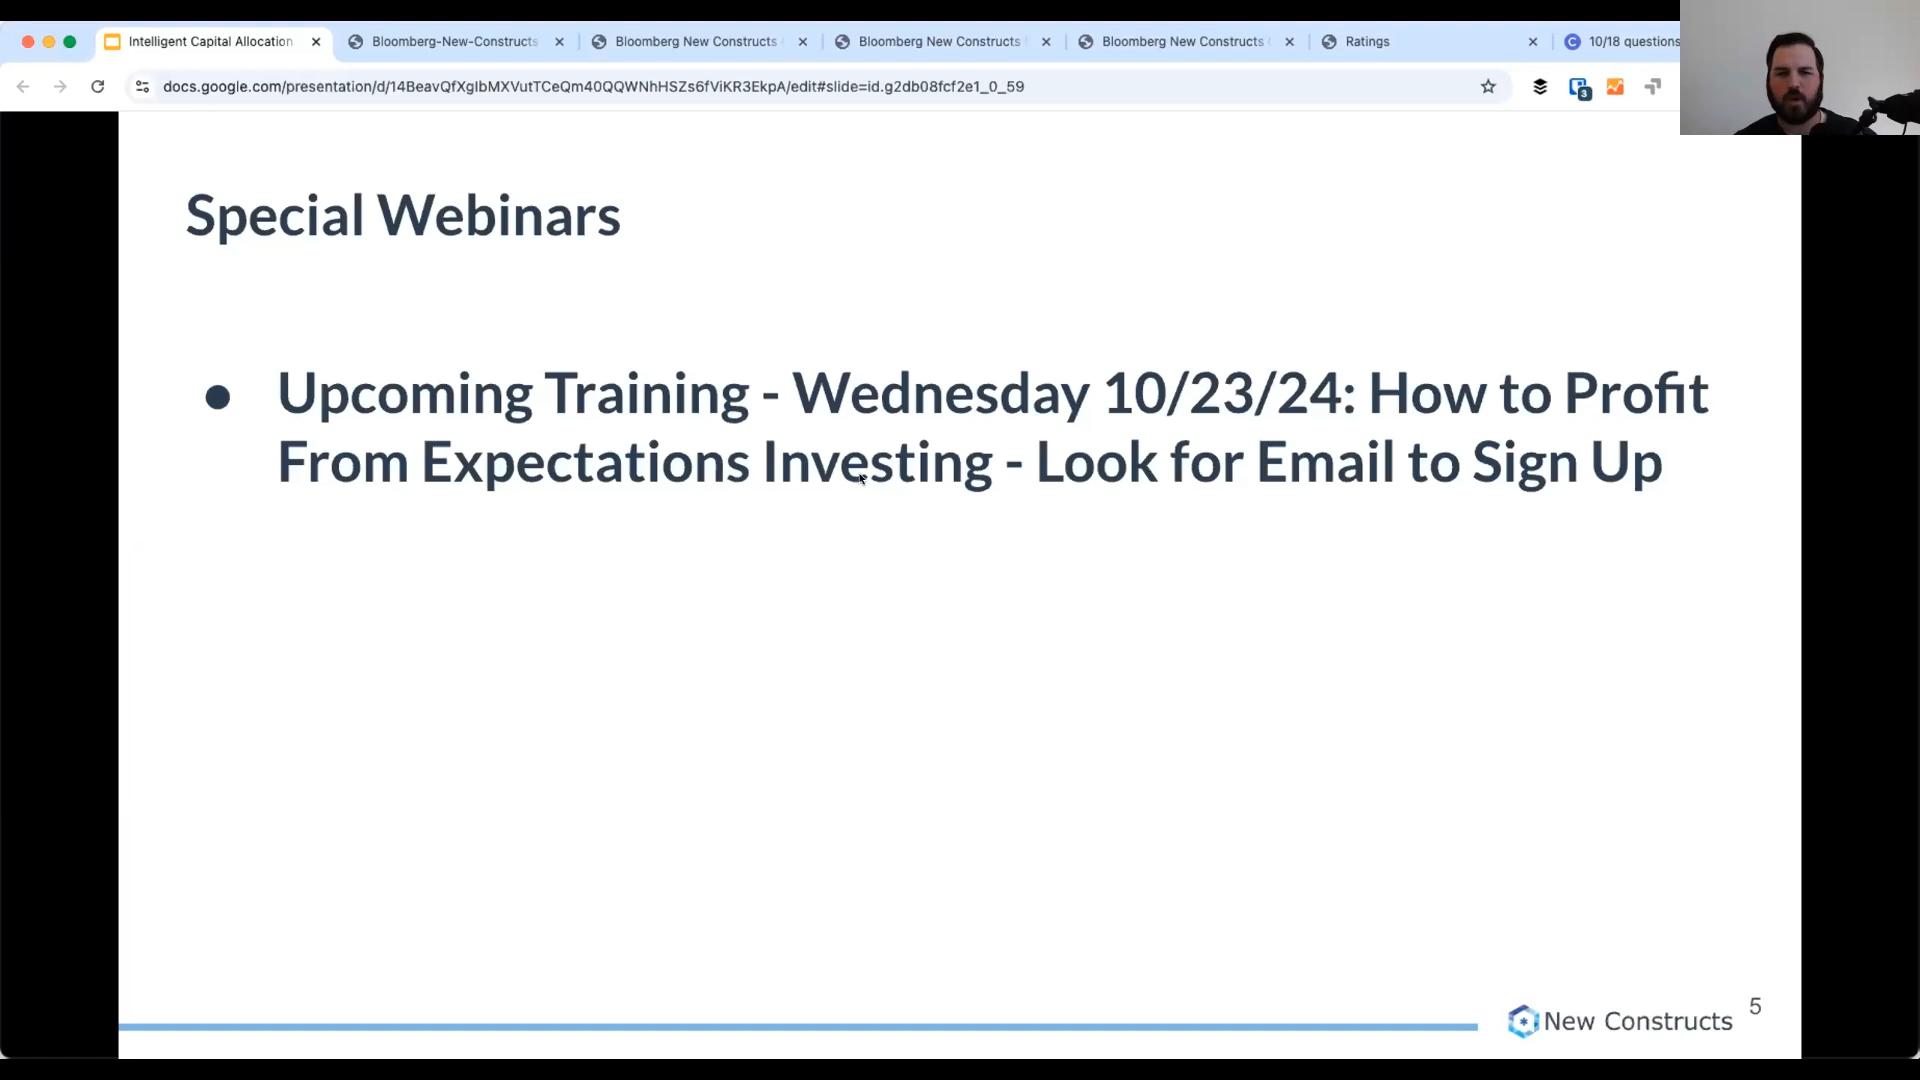 Intelligent Capital Allocation
Bloomberg-New-Constructs
Bloomberg New Constructs
Bloomberg New Constructs
Bloomberg New Constructs
Ratings
10/18 questions
docs.google.com/presentation/d/14BeavQfXgIbMXVutTCeQm40QQWNhHSZs6fViKR3EkpA/edit#slide=id.g2db08fcf2e1_0_59
3
Special Webinars
● Upcoming Training - Wednesday 10/23/24: How to Profit
From Expectations Investing - Look for Email to Sign Up
New Constructs
5